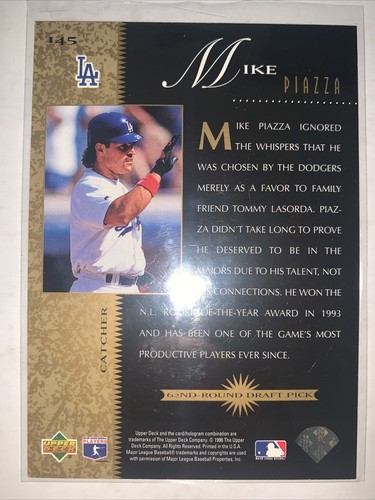 145
LA
MIKE
PIAZZA
MIKE PIAZZA IGNORED
THE WHISPERS THAT HE
WAS CHOSEN BY THE DODGERS
MERELY AS A FAVOR TO FAMILY
FRIEND TOMMY LASORDA. PIAZ-
ZA DIDN'T TAKE LONG TO PROVE
HE DESERVED TO BE IN THE
MAJORS DUE TO HIS TALENT, NOT
HIS CONNECTIONS. HE WON THE
N.L. ROOKIE-OF-THE-YEAR AWARD IN 1993
AND HAS BEEN ONE OF THE GAME'S MOST
PRODUCTIVE PLAYERS EVER SINCE.
CATCHER
62ND-ROUND DRAFT PICK
UPPER DECK
PLAYERS
Upper Deck and the card/hologram combination are
trademarks of The Upper Deck Company. © 1996 The Upper
Deck Company. All Rights Reserved. Printed in the U.S.A.
Major League Baseball trademarks and copyrights are used
with permission of Major League Baseball Properties, Inc.